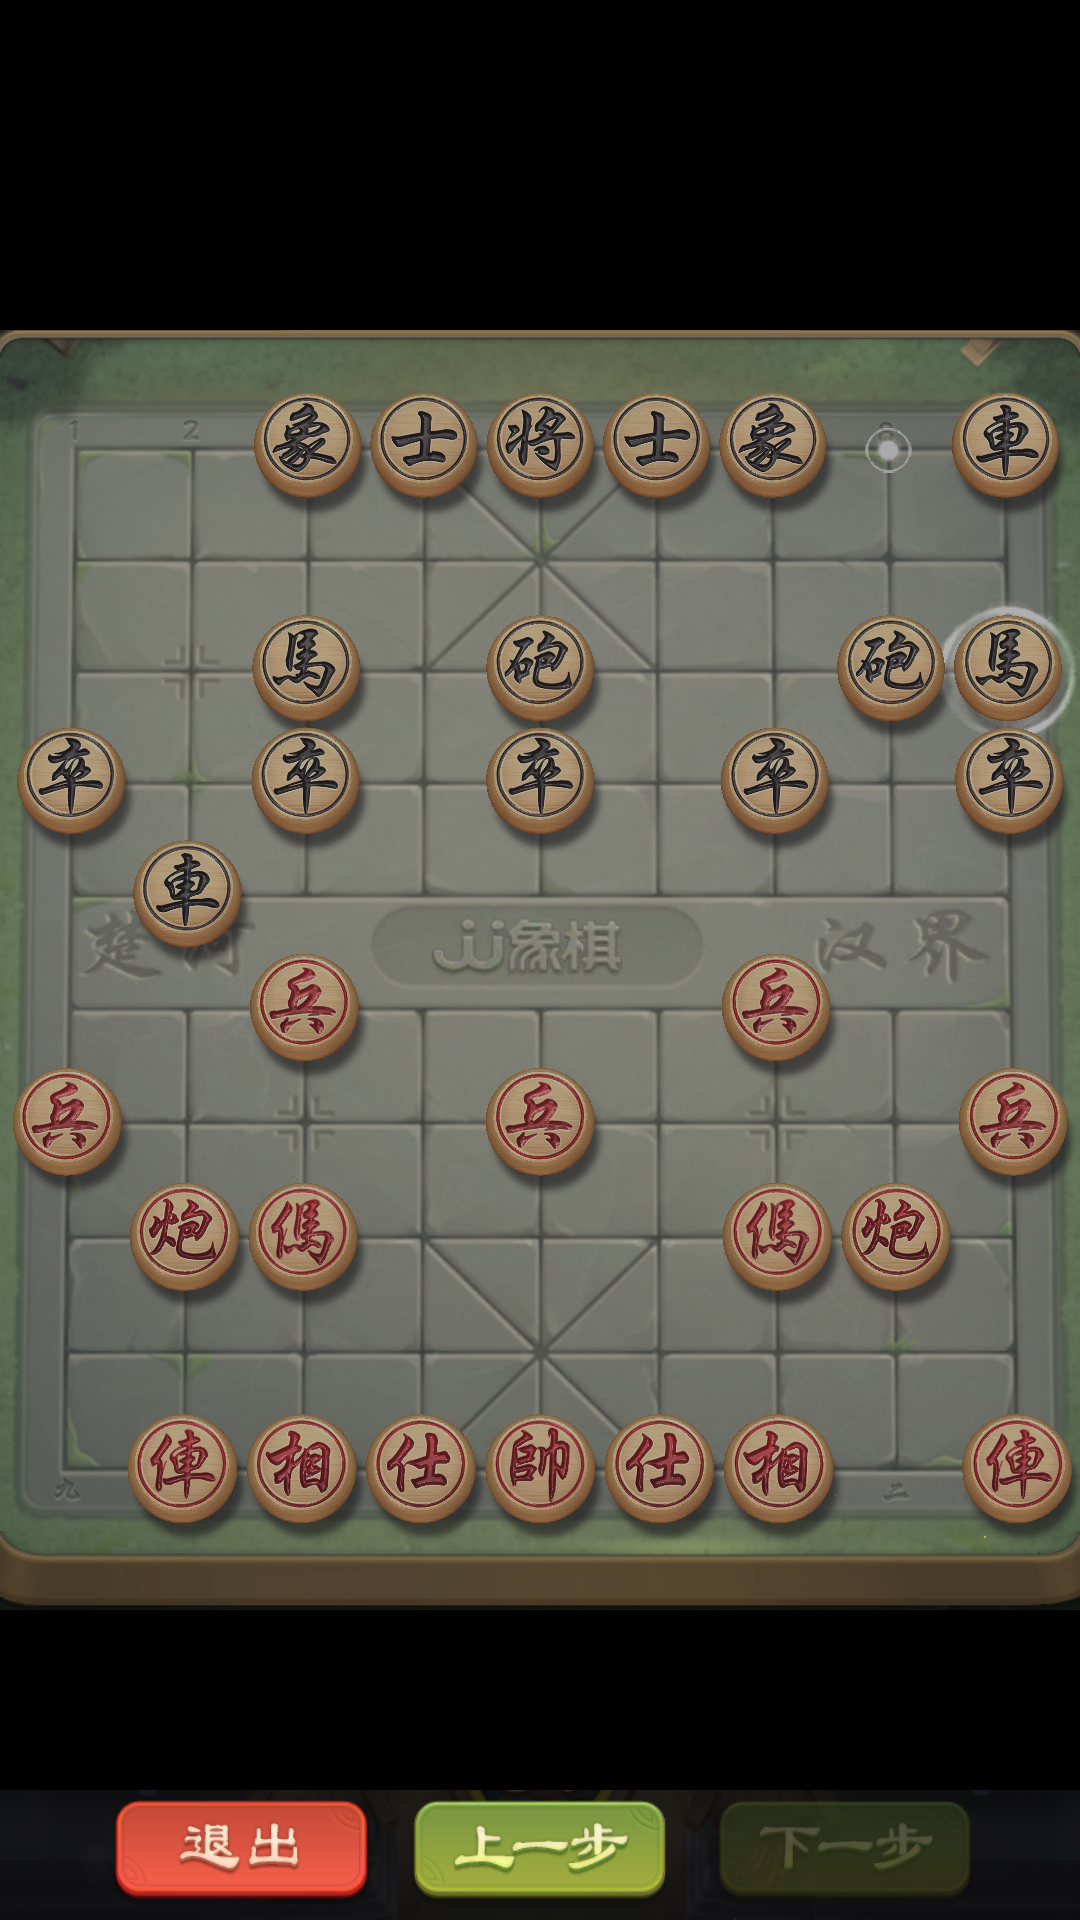 1 2 8
象 士 将 士 象 車
馬 砲 砲 馬
卒 卒 卒 卒 卒
車
楚 河 JJ象棋 汉 界
兵 兵
兵 兵 兵
炮 傌 傌 炮
俥 相 仕 帥 仕 相 俥
九 二
退出 上一步 下一步